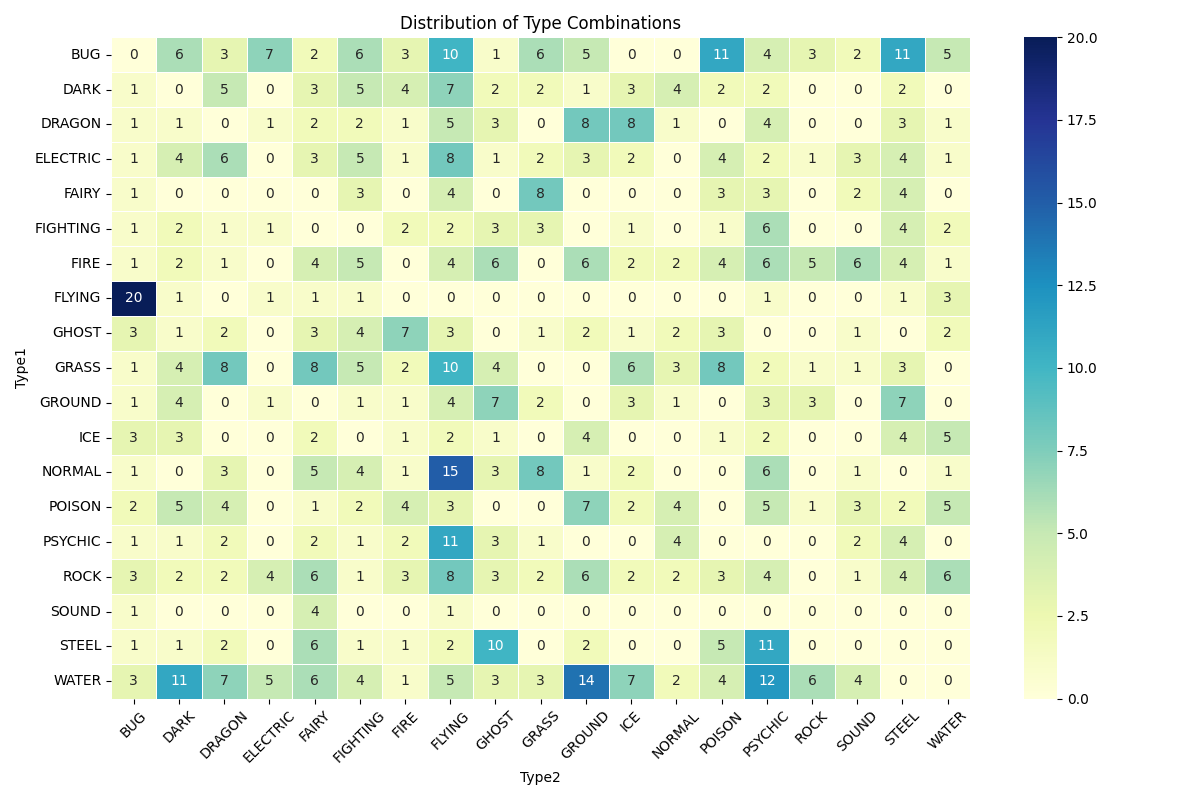 Distribution of Type Combinations
BUG 0 6 3 7 2 6 3 10 1 6 5 0 0 11 4 3 2 11 5
DARK 1 0 5 0 3 5 4 7 2 2 1 3 4 2 2 0 0 2 0
DRAGON 1 1 0 1 2 2 1 5 3 0 8 8 1 0 4 0 0 3 1
ELECTRIC 1 4 6 0 3 5 1 8 1 2 3 2 0 4 2 1 3 4 1
FAIRY 1 0 0 0 0 3 0 4 0 8 0 0 0 3 3 0 2 4 0
FIGHTING 1 2 1 1 0 0 2 2 3 3 0 1 0 1 6 0 0 4 2
FIRE 1 2 1 0 4 5 0 4 6 0 6 2 2 4 6 5 6 4 1
FLYING 20 1 0 1 1 1 0 0 0 0 0 0 0 0 1 0 0 1 3
GHOST 3 1 2 0 3 4 7 3 0 1 2 1 2 3 0 0 1 0 2
GRASS 1 4 8 0 8 5 2 10 4 0 0 6 3 8 2 1 1 3 0
GROUND 1 4 0 1 0 1 1 4 7 2 0 3 1 0 3 3 0 7 0
ICE 3 3 0 0 2 0 1 2 1 0 4 0 0 1 2 0 0 4 5
NORMAL 1 0 3 0 5 4 1 15 3 8 1 2 0 0 6 0 1 0 1
POISON 2 5 4 0 1 2 4 3 0 0 7 2 4 0 5 1 3 2 5
PSYCHIC 1 1 2 0 2 1 2 11 3 1 0 0 4 0 0 0 2 4 0
ROCK 3 2 2 4 6 1 3 8 3 2 6 2 2 3 4 0 1 4 6
SOUND 1 0 0 0 4 0 0 1 0 0 0 0 0 0 0 0 0 0 0
STEEL 1 1 2 0 6 1 1 2 10 0 2 0 0 5 11 0 0 0 0
WATER 3 11 7 5 6 4 1 5 3 3 14 7 2 4 12 6 4 0 0
BUG DARK DRAGON ELECTRIC FAIRY FIGHTING FIRE FLYING GHOST GRASS GROUND ICE NORMAL POISON PSYCHIC ROCK SOUND STEEL WATER
Type1
Type2
20.0
17.5
15.0
12.5
10.0
7.5
5.0
2.5
0.0